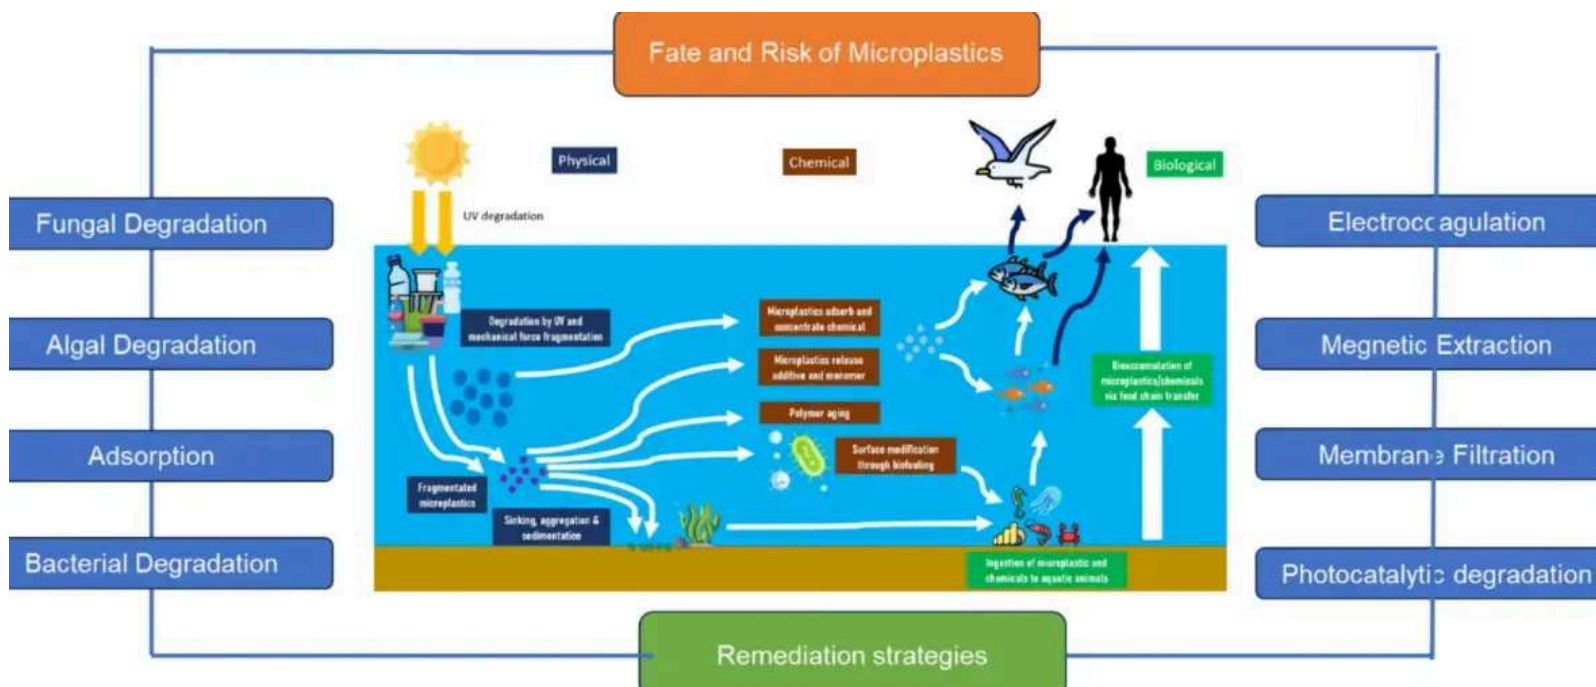 Fate and Risk of Microplastics
Physical
Chemical
Biological
UV degradation
Fungal Degradation
Algal Degradation
Adsorption
Bacterial Degradation
Degradation by UV and
mechanical force fragmentation
Fragmentated
microplastics
Sinking, aggregation &
sedimentation
Microplastics adsorb and
concentrate chemical
Microplastics release
additive and monomer
Polymer aging
Surface modification
through biofouling
Ingestion of microplastic and
chemicals to aquatic animals
Bioaccumulation of
microplastics/chemicals
via food chain transfer
Electrocoagulation
Megnetic Extraction
Membrane Filtration
Photocatalytic degradation
Remediation strategies